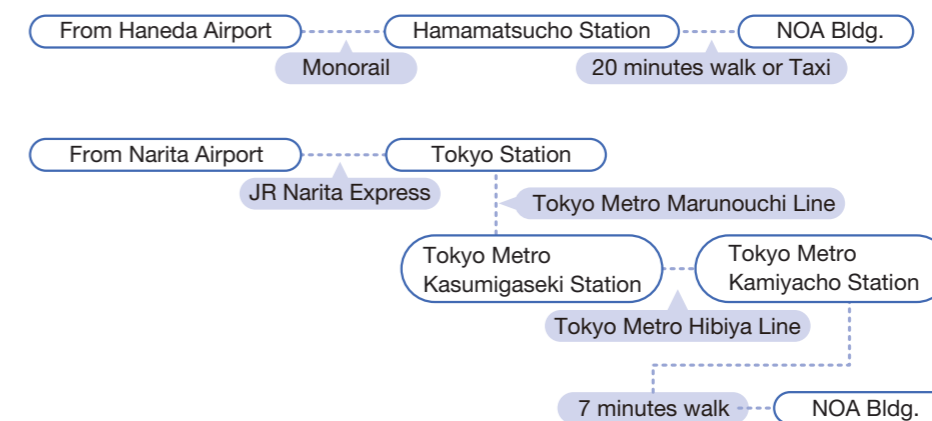 From Haneda Airport
Hamamatsucho Station
NOA Bldg.
Monorail
20 minutes walk or Taxi
From Narita Airport
Tokyo Station
JR Narita Express
Tokyo Metro Marunouchi Line
Tokyo Metro
Kasumigaseki Station
Tokyo Metro
Kamiyacho Station
Tokyo Metro Hibiya Line
7 minutes walk
NOA Bldg.